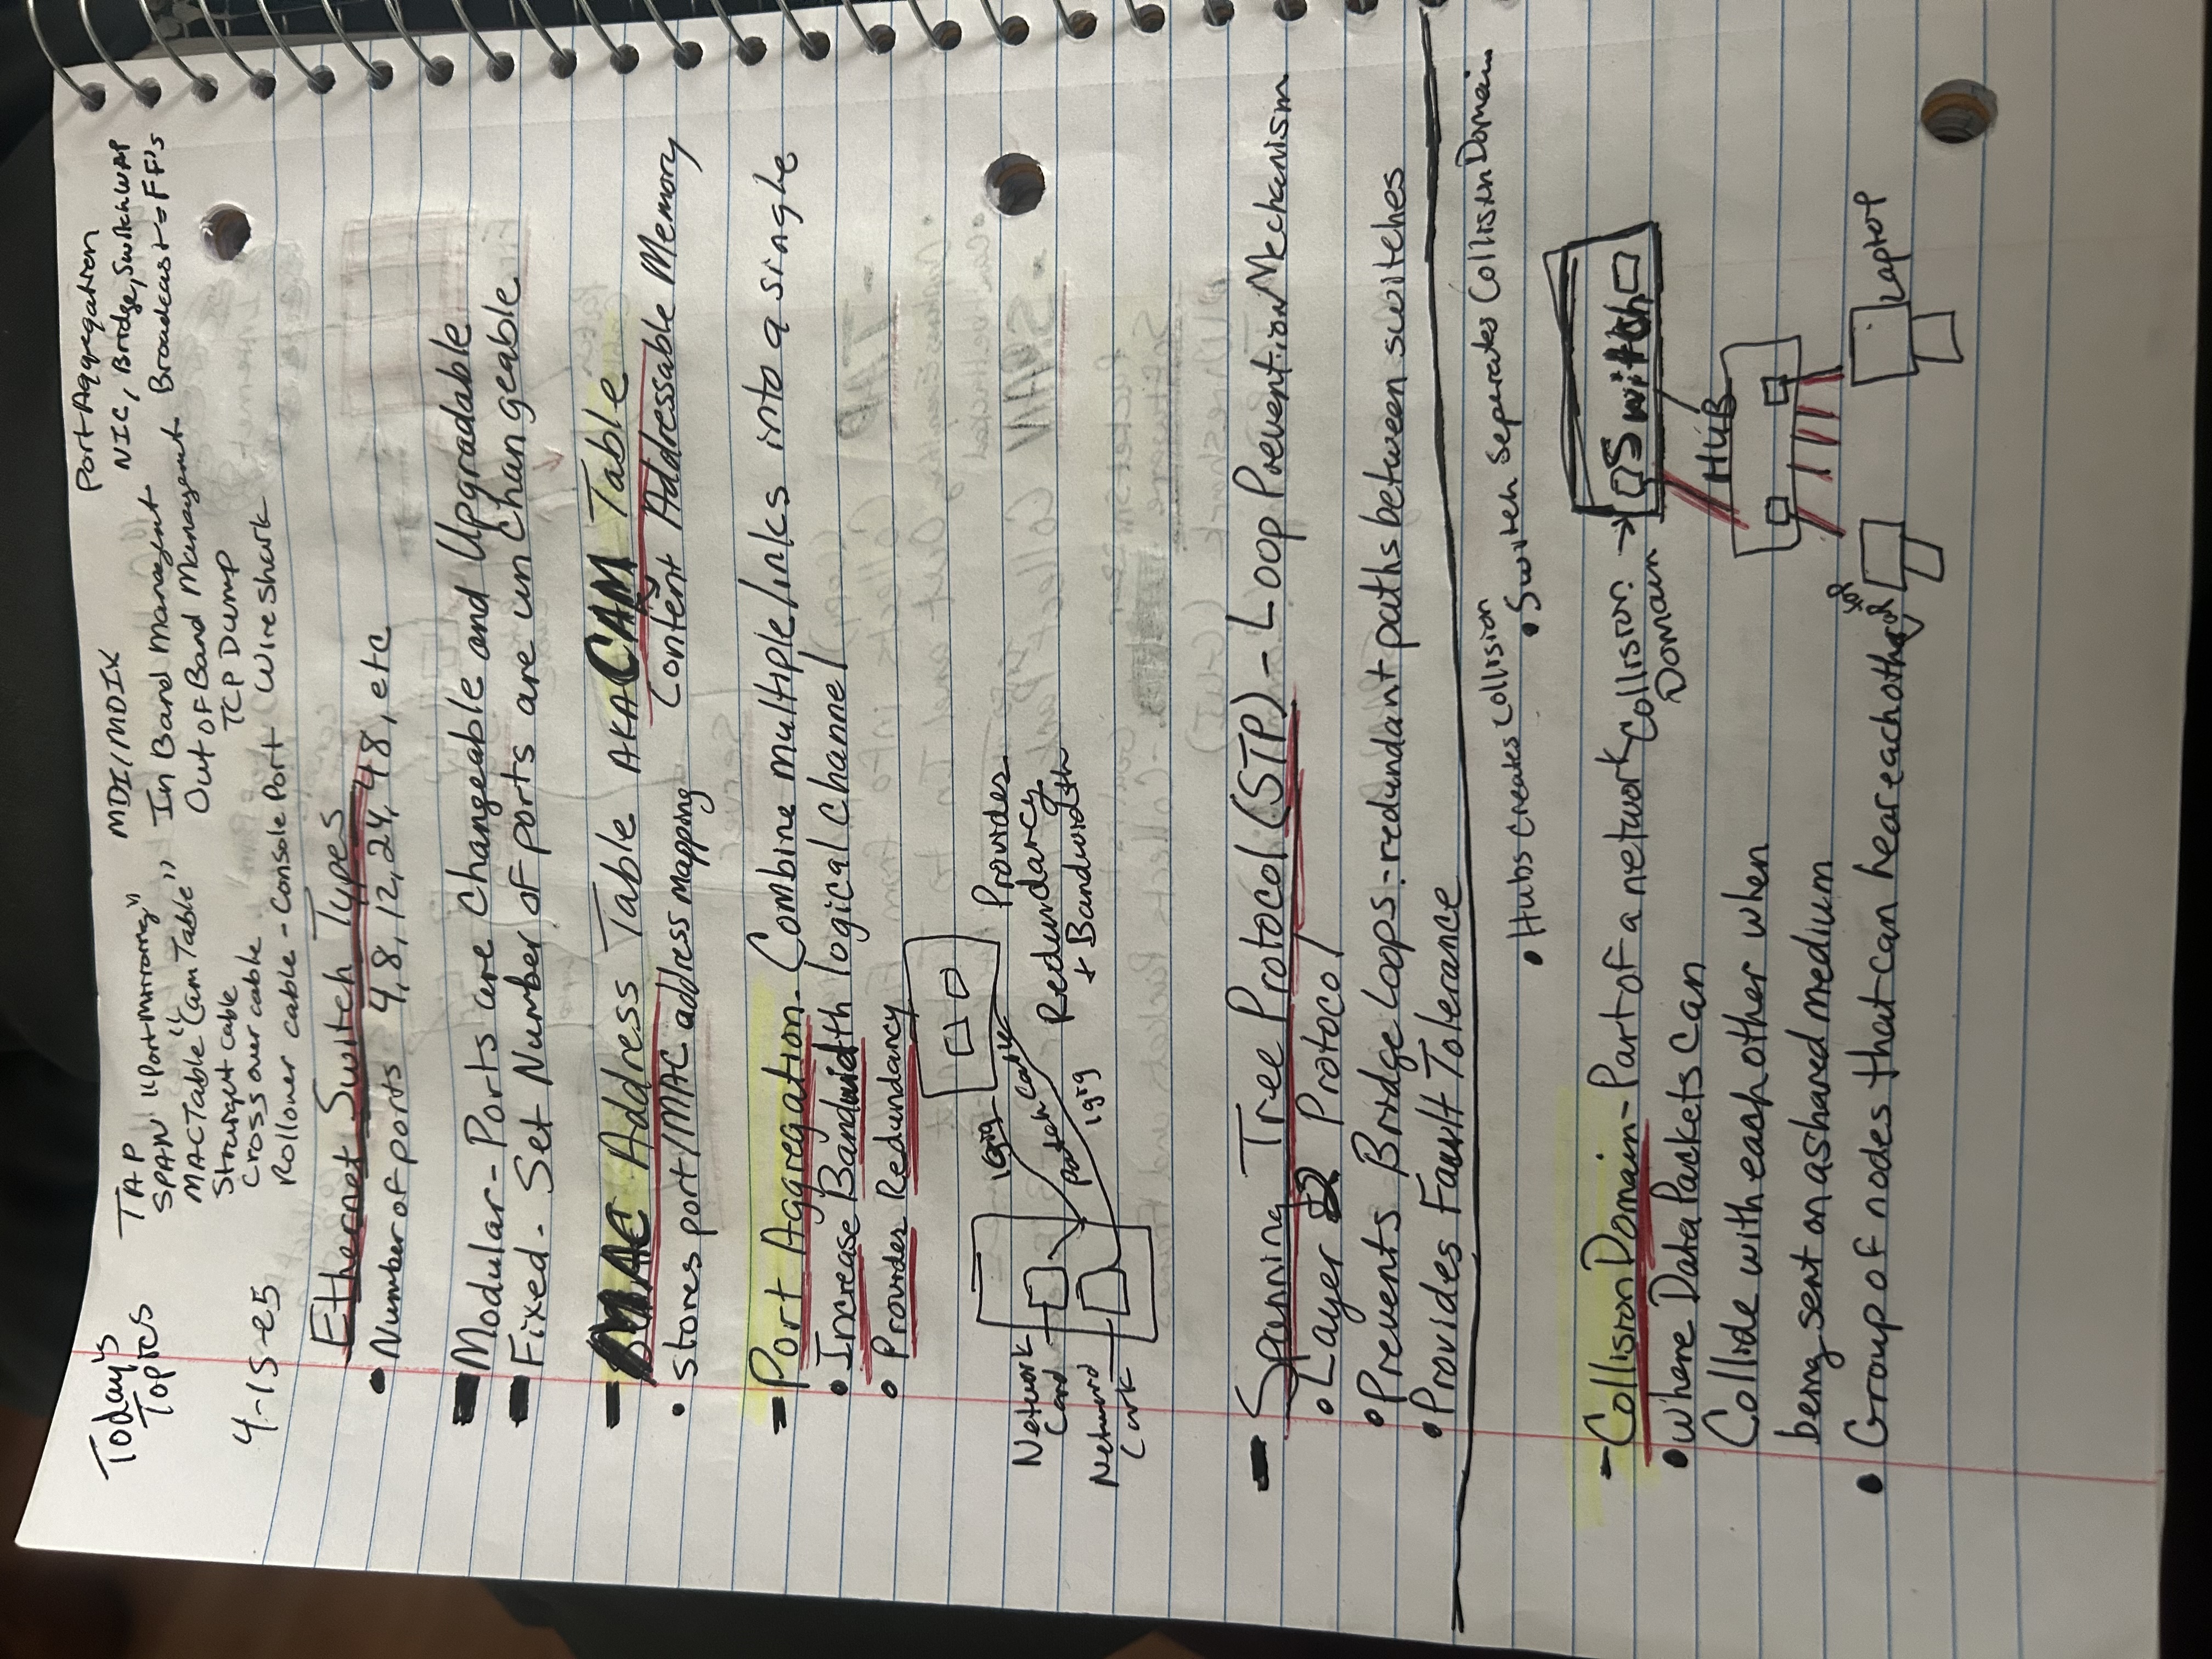 Today's
Topics
TAP
SPAN "Port Mirroring"
MAC Table "Cam Table"
Straight cable
Cross over cable
Rollover cable - Console Port
MDI/MDIX
In Band Managent
Out of Band Management
TCP Dump
Wireshark
Port Aggregation
NIC, Bridge, Switch WAP
Broadcast = FF's
4-15-25
Ethernet Switch Types
• Number of ports 4, 8, 12, 24, 48, etc
- Modular - Ports are Changeable and Upgradable
- Fixed - Set Number of ports are unchangeable
- MAC Address Table AKA CAM Table
Content Addressable Memory
• stores port/MAC address mapping
- Port Aggregation - Combine multiple links into a single
logical channel
• Increase Bandwidth
• Provides Redundancy
Network
Card
Network
1Gig
Patch Cable
1gig
Provides
Redundancy
+ Bandwidth
- Spanning Tree Protocol (STP) - Loop Prevention Mechanism
• Layer 2 Protocol
• Prevents Bridge Loops - redundant paths between switches
• Provides Fault Tolerance
• Hubs Creates Collision
• Switch Seperates Collision Domain
- Collision Domain - Part of a network
• where Data Packets can
Collide with each other when
being sent on a shared medium
• Group of nodes that can hear each other
Collision
Domain
Switch
HUB
Laptop
Laptop